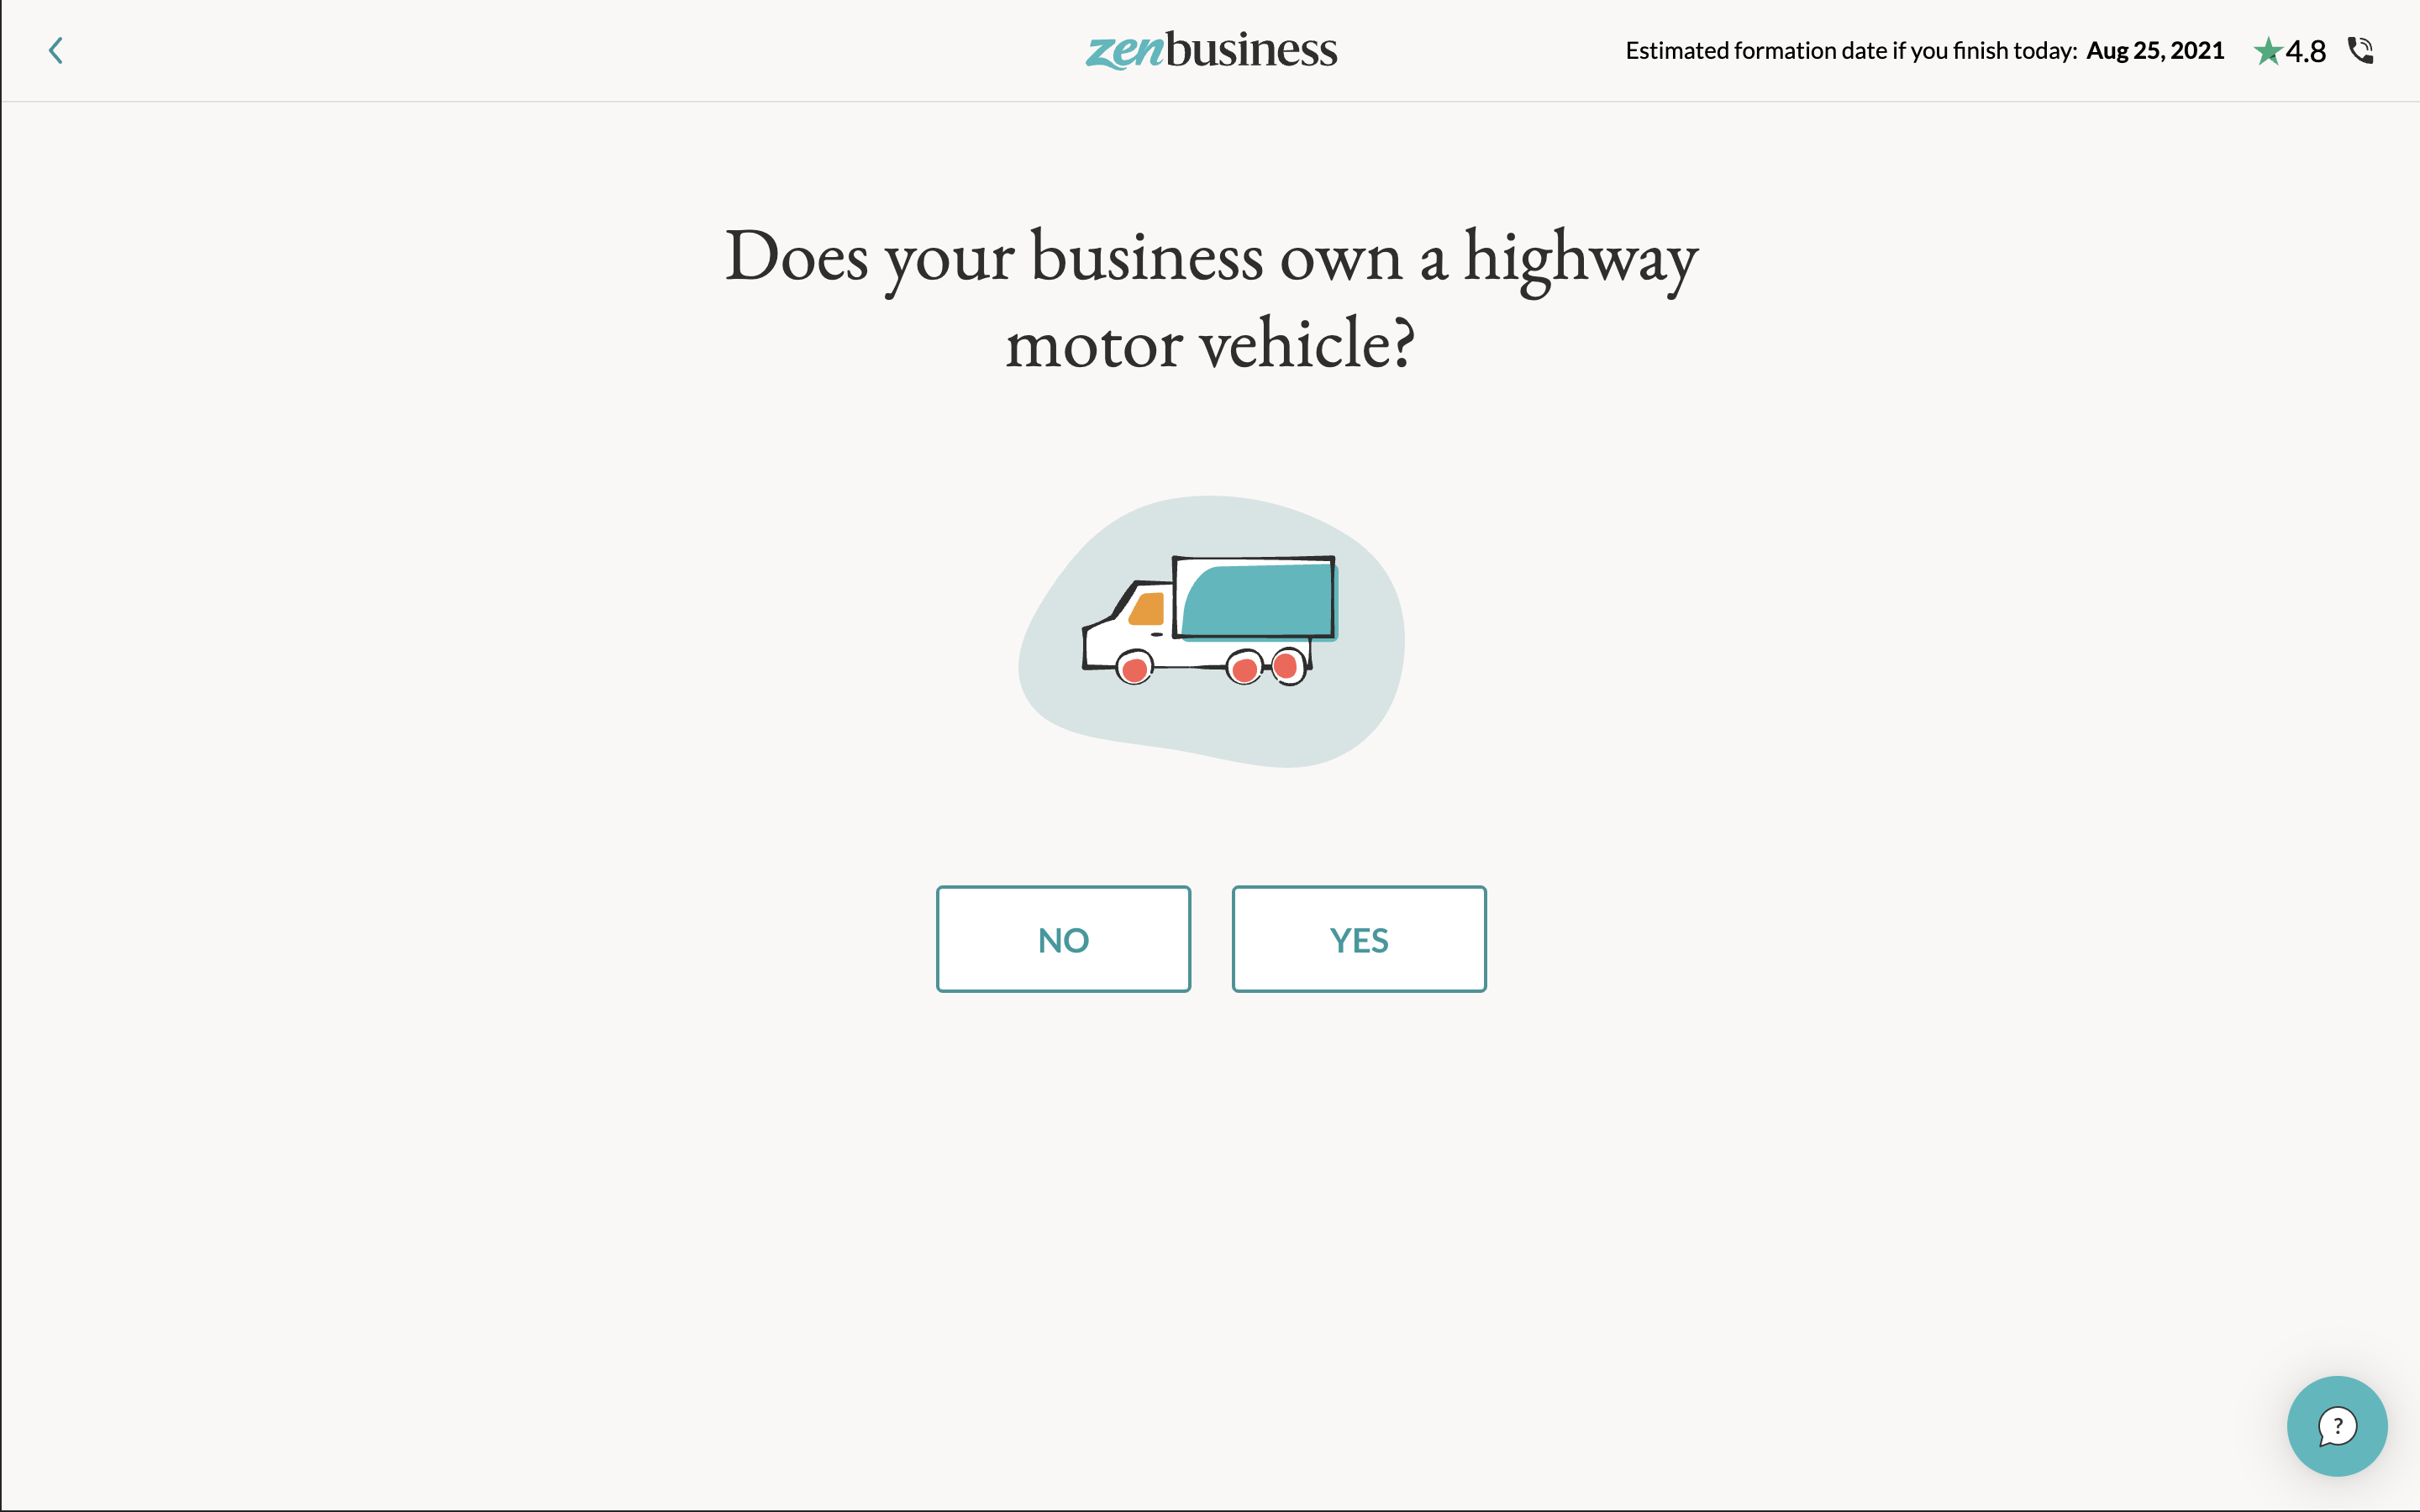 zenbusiness
Estimated formation date if you finish today: Aug 25, 2021
4.8
Does your business own a highway
motor vehicle?
NO
YES
?